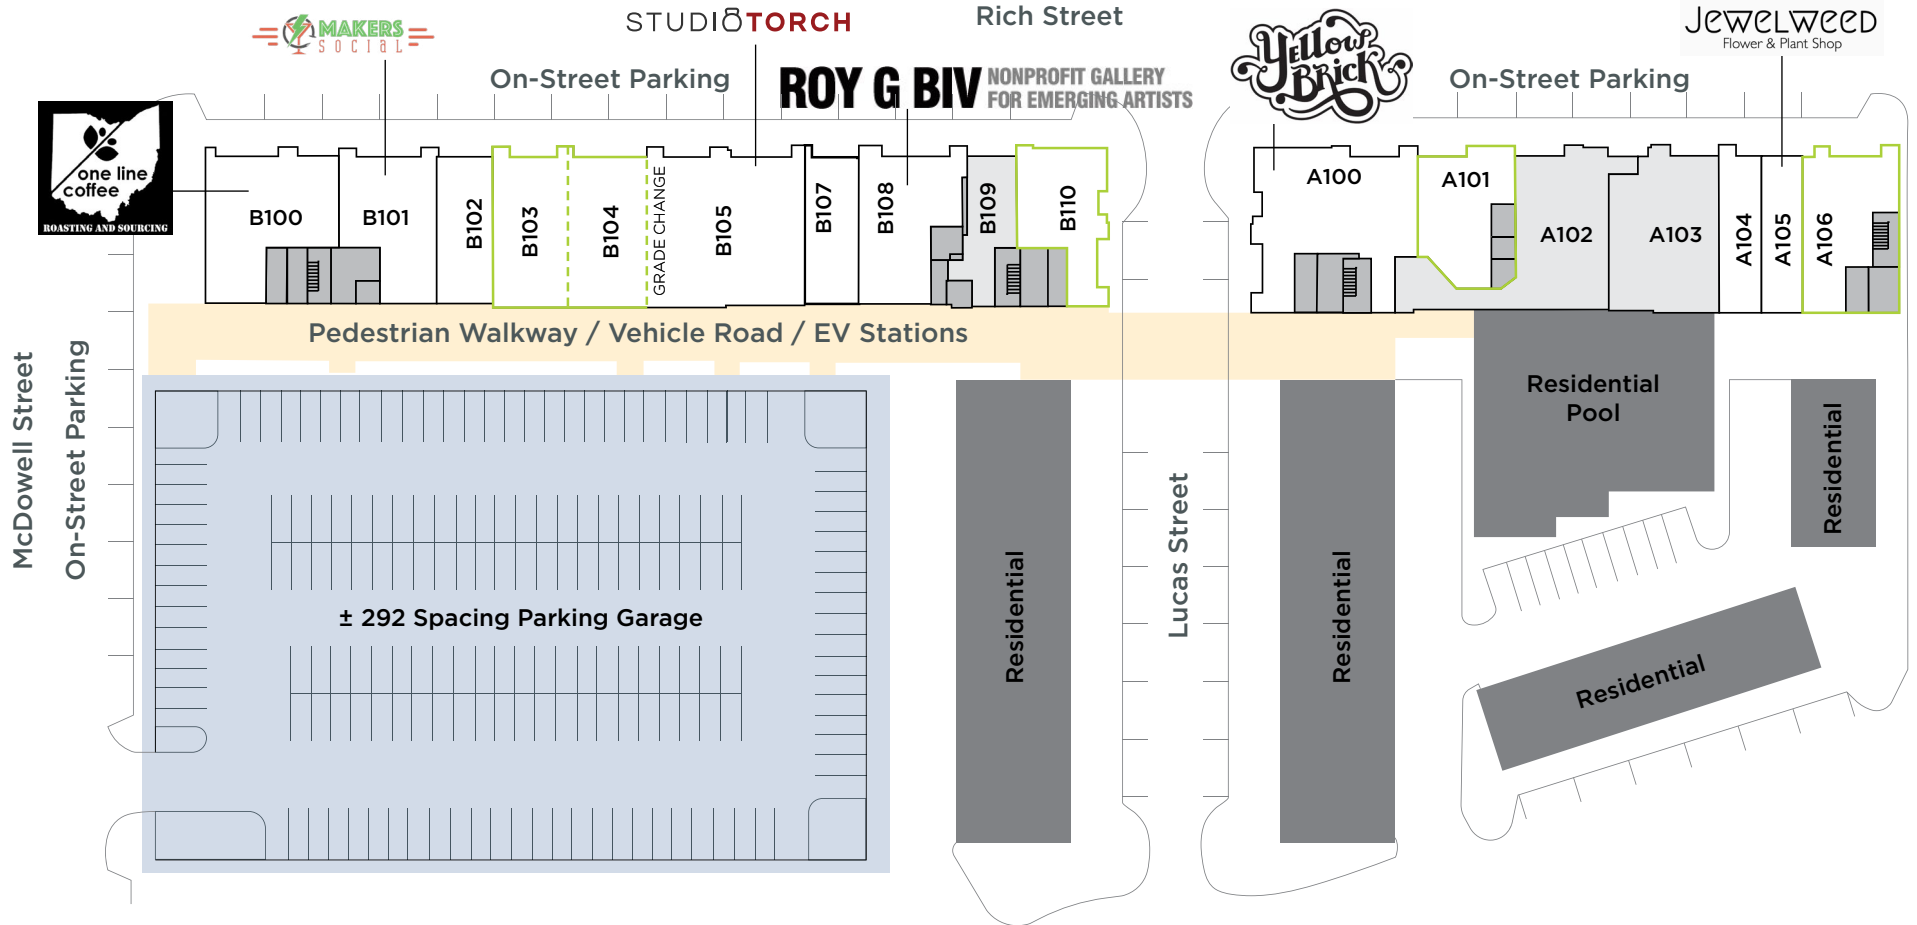 MAKERS
SOCIAL
STUDIOTORCH
Rich Street
JEWELWEED
Flower & Plant Shop
Yellow
Brick
On-Street Parking
ROY G BIV
NONPROFIT GALLERY
FOR EMERGING ARTISTS
On-Street Parking
one line
coffee
ROASTING AND SOURCING
B100
B101
B102
B103
B104
GRADE CHANGE
B105
B107
B108
B109
B110
A100
A101
A102
A103
A104
A105
A106
Pedestrian Walkway / Vehicle Road / EV Stations
McDowell Street
On-Street Parking
± 292 Spacing Parking Garage
Residential
Lucas Street
Residential
Residential
Pool
Residential
Residential